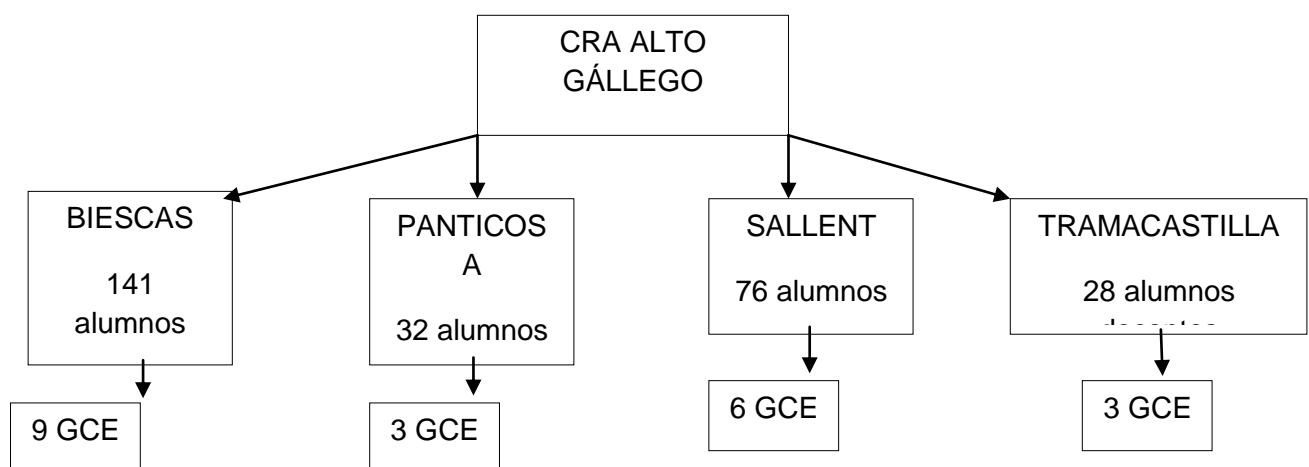 CRA ALTO
GÁLLEGO
BIESCAS
141
alumnos
PANTICOS
A
32 alumnos
SALLENT
76 alumnos
TRAMACASTILLA
28 alumnos
9 GCE
3 GCE
6 GCE
3 GCE